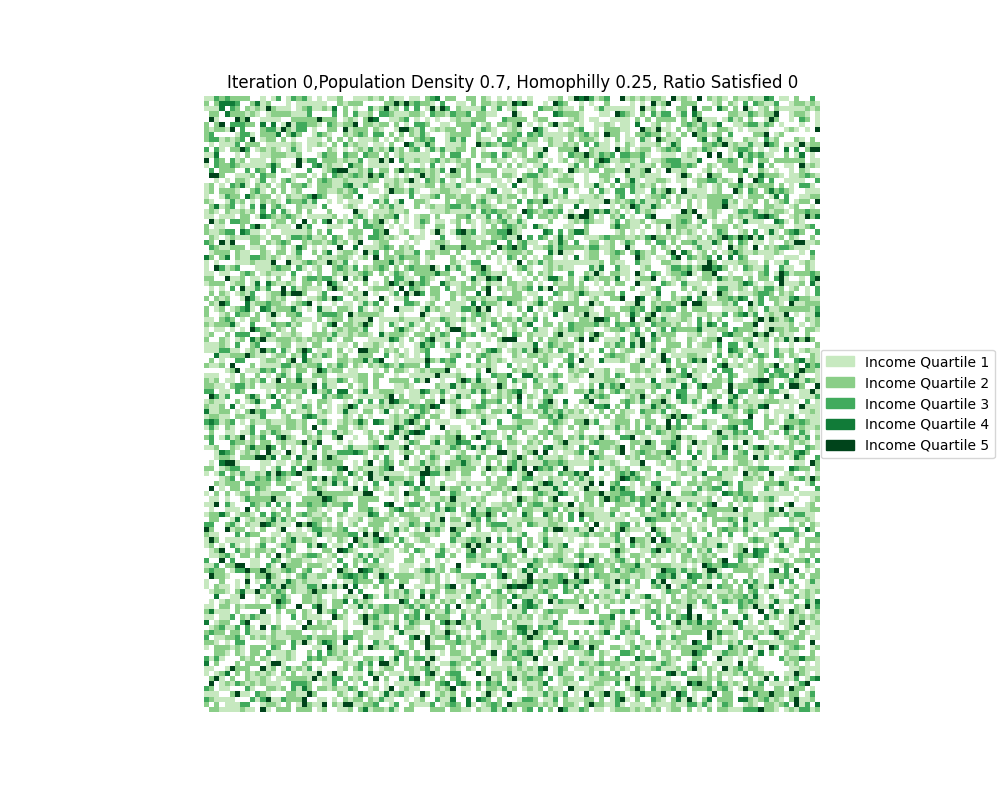 Iteration 0,Population Density 0.7, Homophilly 0.25, Ratio Satisfied 0
Income Quartile 1
Income Quartile 2
Income Quartile 3
Income Quartile 4
Income Quartile 5